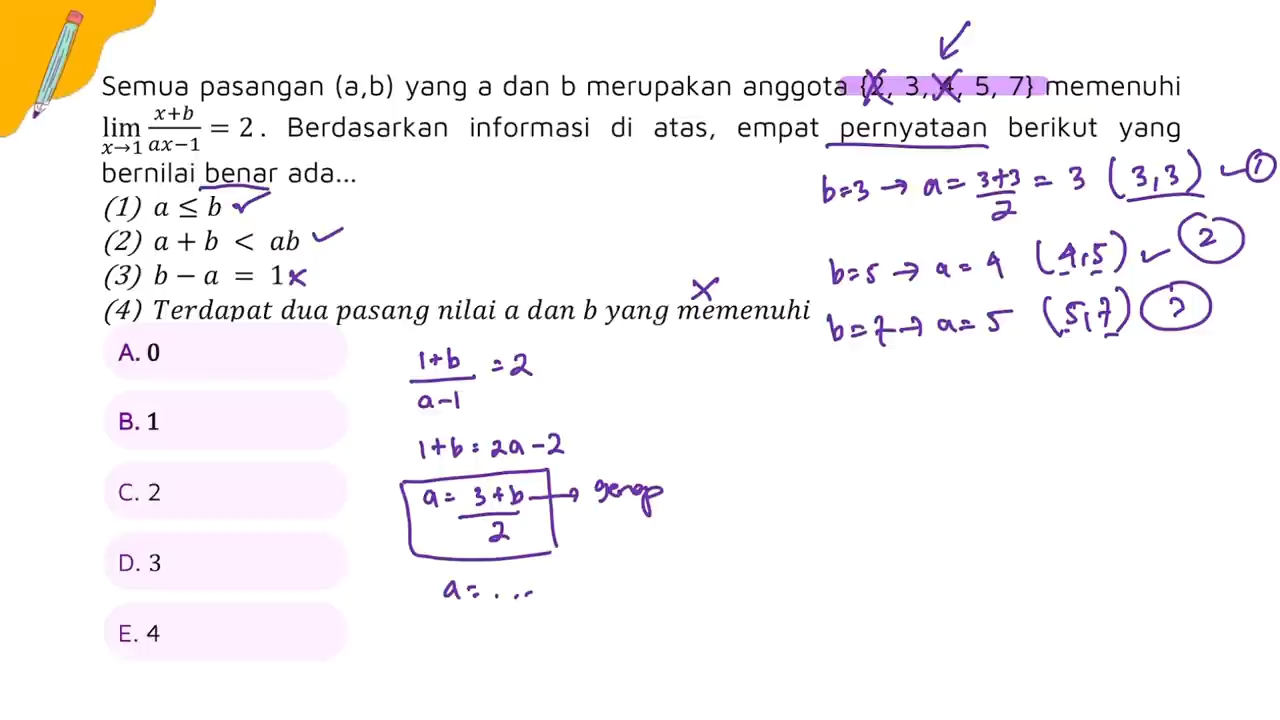 Semua pasangan (a,b) yang a dan b merupakan anggota {2, 3, 4, 5, 7} memenuhi
lim x→1 x+b/ax−1 = 2 . Berdasarkan informasi di atas, empat pernyataan berikut yang
bernilai benar ada...
(1) a ≤ b
(2) a + b < ab
(3) b − a = 1
(4) Terdapat dua pasang nilai a dan b yang memenuhi
A. 0
B. 1
C. 2
D. 3
E. 4
1+b/a-1 = 2
1+b = 2a-2
a = 3+b/2 → genap
a = ...
b=3 → a = 3+3/2 = 3 (3,3) ✓ 1
b=5 → a = 4 (4,5) ✓ 2
b=7 → a = 5 (5,7)